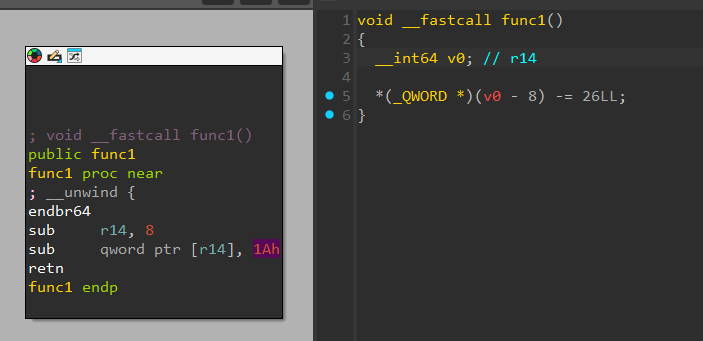 ; void __fastcall func1()
public func1
func1 proc near
; __unwind {
endbr64
sub     r14, 8
sub     qword ptr [r14], 1Ah
retn
func1 endp
1 void __fastcall func1()
2 {
3   __int64 v0; // r14
4
5   *(_QWORD *)(v0 - 8) -= 26LL;
6 }